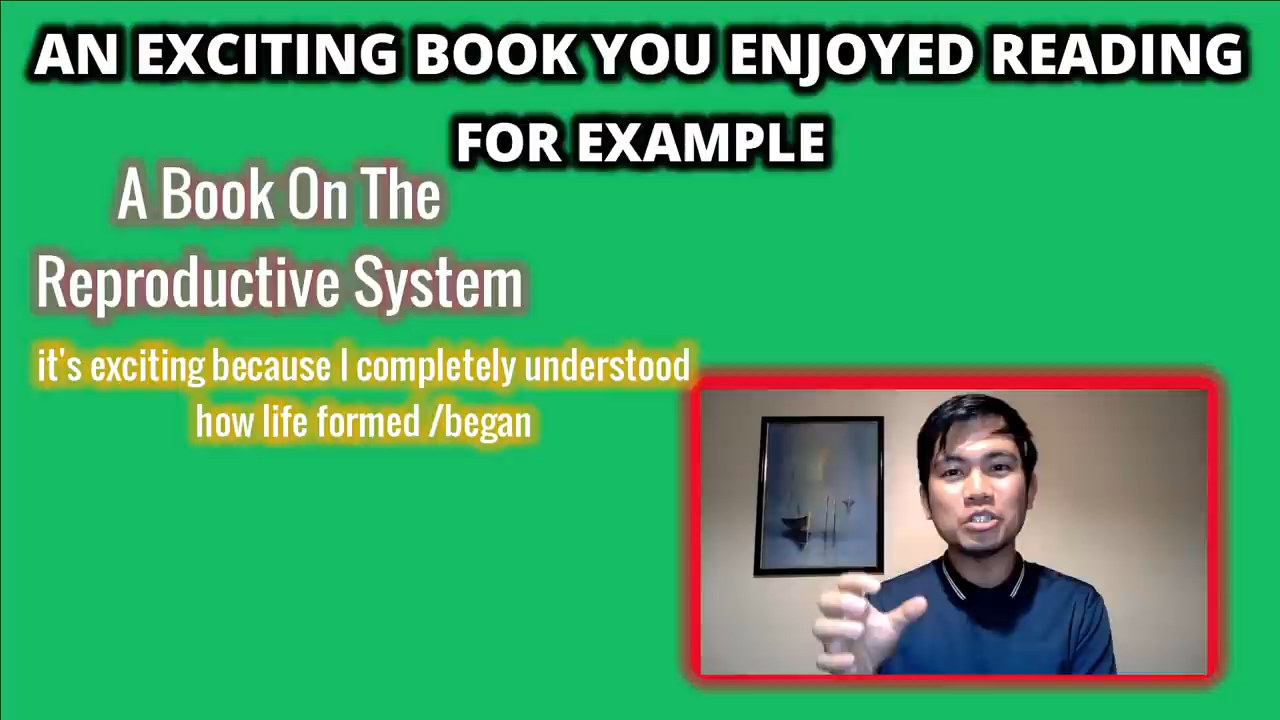 AN EXCITING BOOK YOU ENJOYED READING
FOR EXAMPLE
A Book On The
Reproductive System
it's exciting because I completely understood
how life formed /began